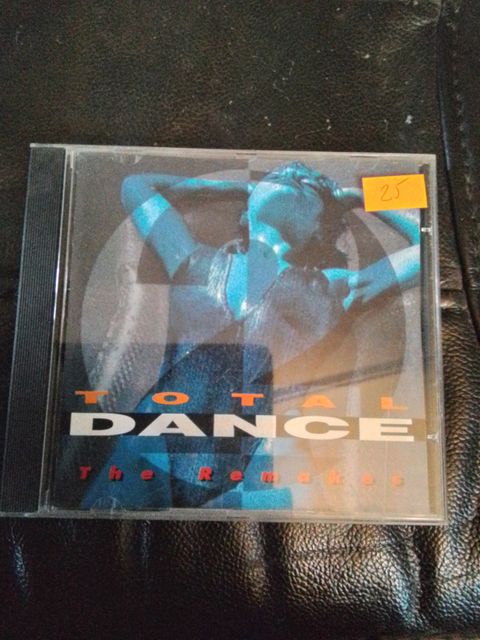 25
TOTAL
DANCE
The Remakes